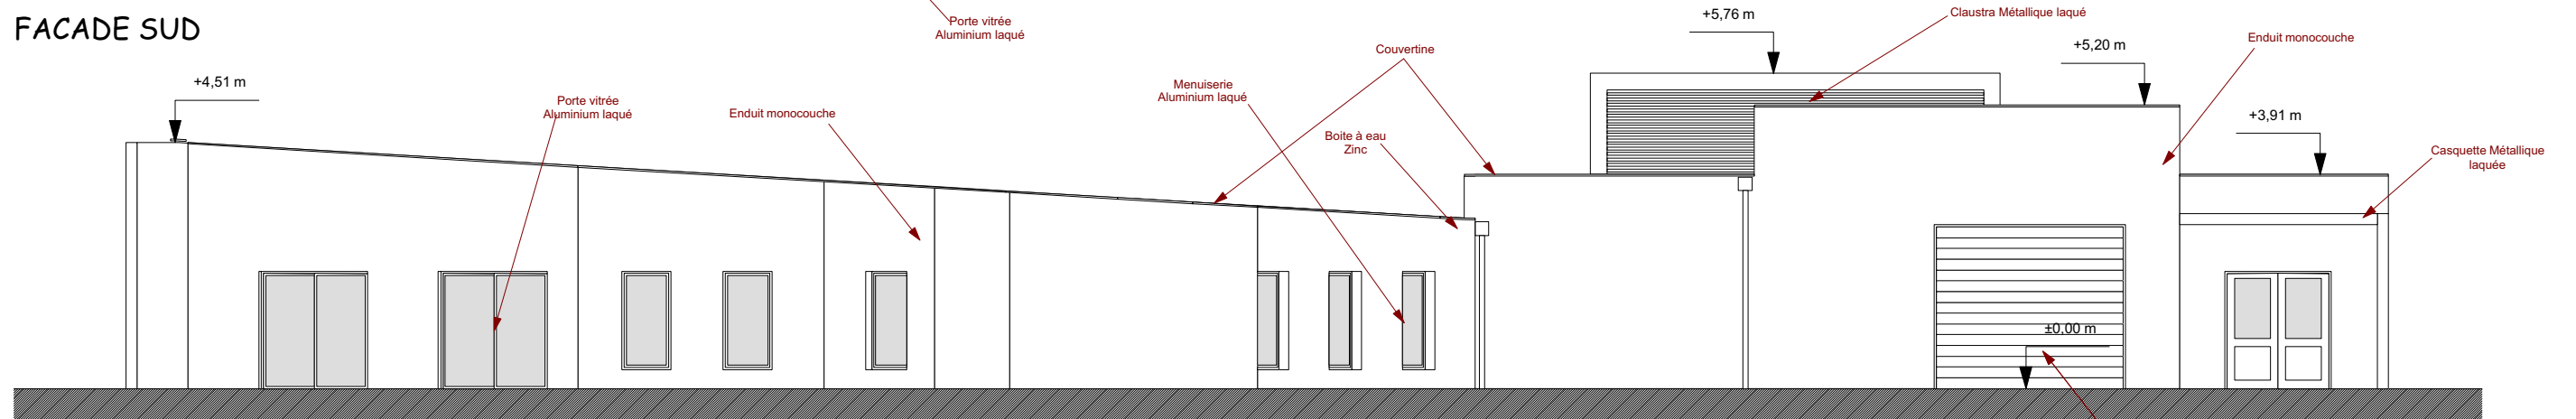 FACADE SUD
Porte vitrée
Aluminium laqué
+5,76 m
Claustra Métallique laqué
+5,20 m
Enduit monocouche
Couvertine
+4,51 m
Porte vitrée
Aluminium laqué
Enduit monocouche
Menuiserie
Aluminium laqué
Boite à eau
Zinc
+3,91 m
Casquette Métallique
laquée
±0,00 m